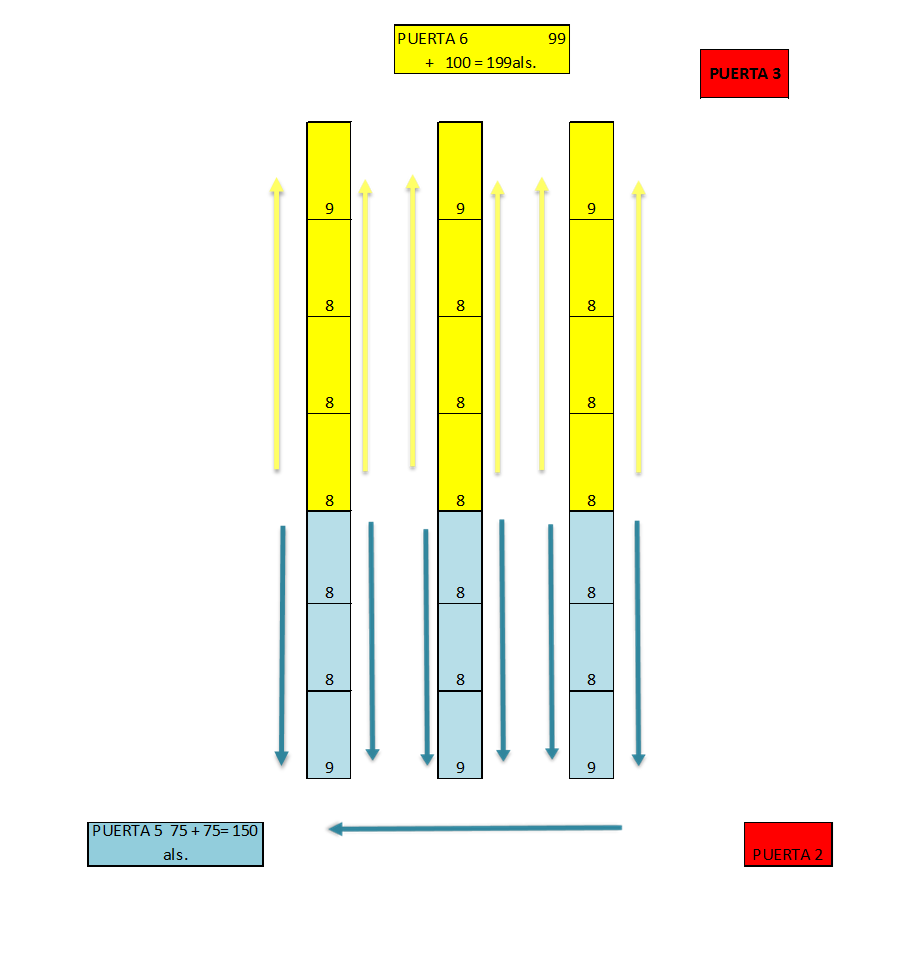 PUERTA 6 99
+ 100 = 199als.
PUERTA 3
9 9 9
8 8 8
8 8 8
8 8 8
8 8 8
8 8 8
9 9 9
PUERTA 5 75 + 75= 150
als.
PUERTA 2